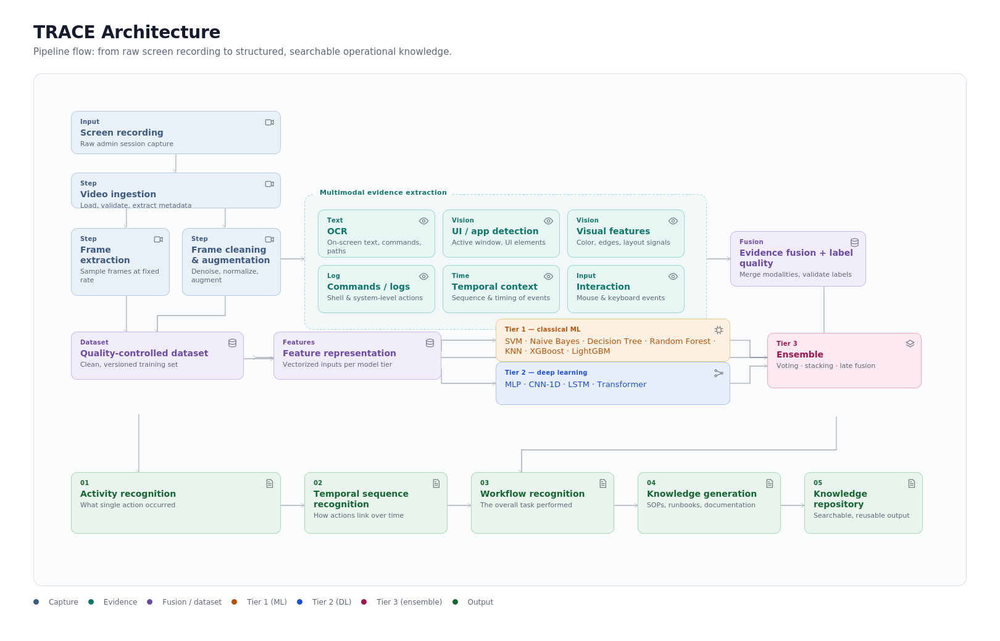 TRACE Architecture
Pipeline flow: from raw screen recording to structured, searchable operational knowledge.
Input
Screen recording
Raw admin session capture
Step
Video ingestion
Load, validate, extract metadata
Step
Frame
extraction
Sample frames at fixed
rate
Step
Frame cleaning
& augmentation
Denoise, normalize,
augment
Multimodal evidence extraction
Text
OCR
On-screen text, commands,
paths
Vision
UI / app detection
Active window, UI elements
Vision
Visual features
Color, edges, layout signals
Log
Commands / logs
Shell & system-level actions
Time
Temporal context
Sequence & timing of events
Input
Interaction
Mouse & keyboard events
Fusion
Evidence fusion + label
quality
Merge modalities, validate labels
Dataset
Quality-controlled dataset
Clean, versioned training set
Features
Feature representation
Vectorized inputs per model tier
Tier 1 — classical ML
SVM · Naive Bayes · Decision Tree · Random Forest ·
KNN · XGBoost · LightGBM
Tier 2 — deep learning
MLP · CNN-1D · LSTM · Transformer
Tier 3
Ensemble
Voting · stacking · late fusion
01
Activity recognition
What single action occurred
02
Temporal sequence
recognition
How actions link over time
03
Workflow recognition
The overall task performed
04
Knowledge generation
SOPs, runbooks, documentation
05
Knowledge
repository
Searchable, reusable output
Capture
Evidence
Fusion / dataset
Tier 1 (ML)
Tier 2 (DL)
Tier 3 (ensemble)
Output